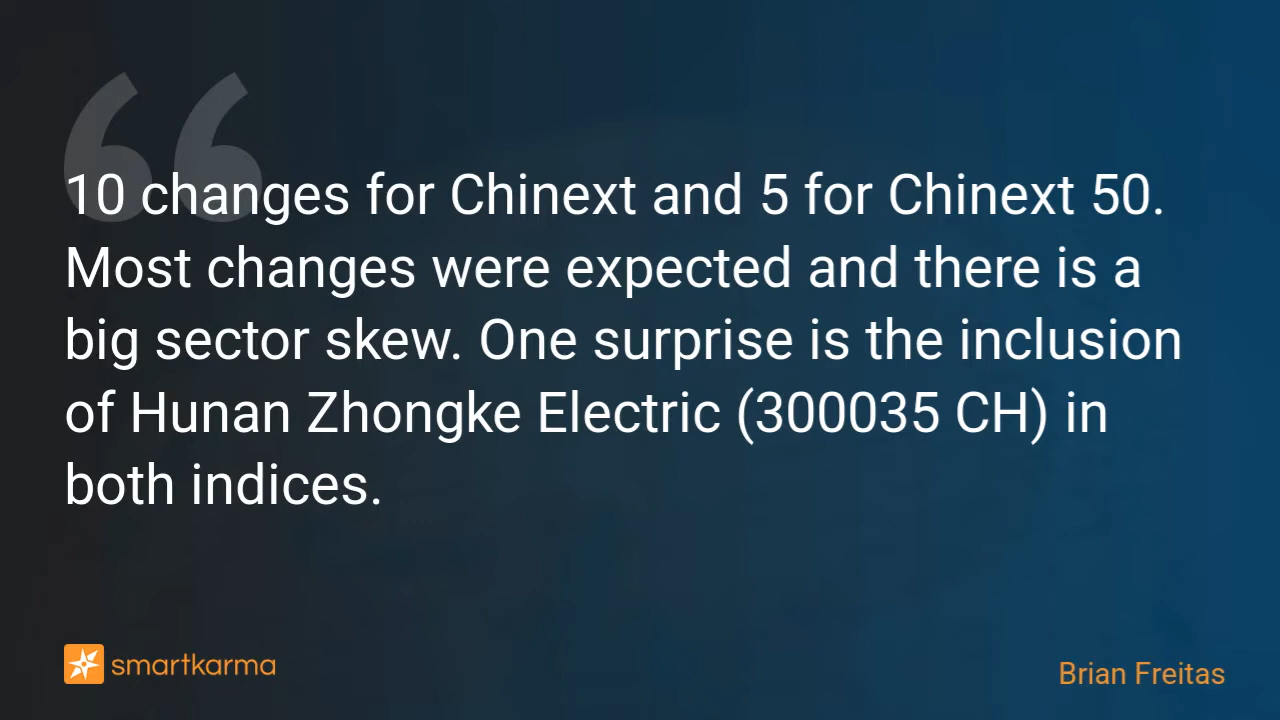 10 changes for Chinext and 5 for Chinext 50.
Most changes were expected and there is a
big sector skew. One surprise is the inclusion
of Hunan Zhongke Electric (300035 CH) in
both indices.
smartkarma
Brian Freitas